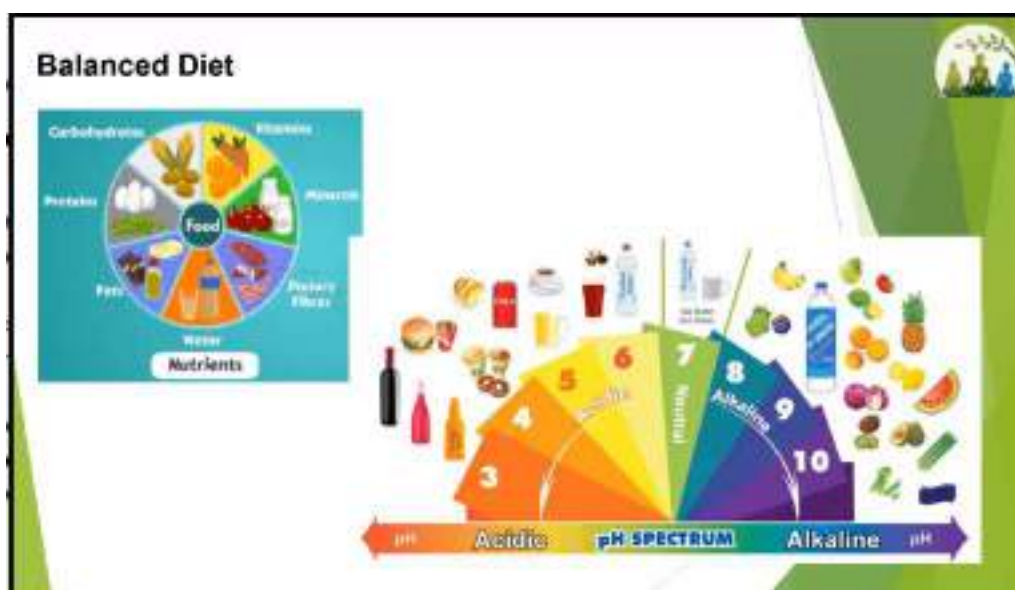 Balanced Diet
Carbohydrates
Vitamins
Proteins
Minerals
Food
Fats
Dietary
Fibres
Water
Nutrients
3
4
5
6
7
8
9
10
Acidic
Neutral
Alkaline
pH
Acidic
pH SPECTRUM
Alkaline
pH